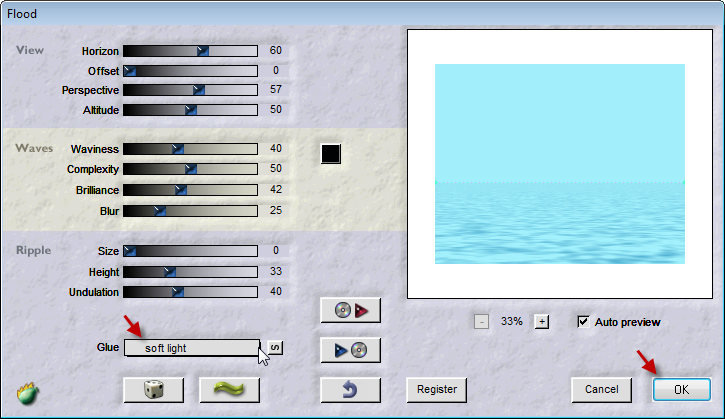 Flood
View
Horizon 60
Offset 0
Perspective 57
Altitude 50
Waves
Waviness 40
Complexity 50
Brilliance 42
Blur 25
Ripple
Size 0
Height 33
Undulation 40
Glue soft light S
- 33% + Auto preview
Register Cancel OK